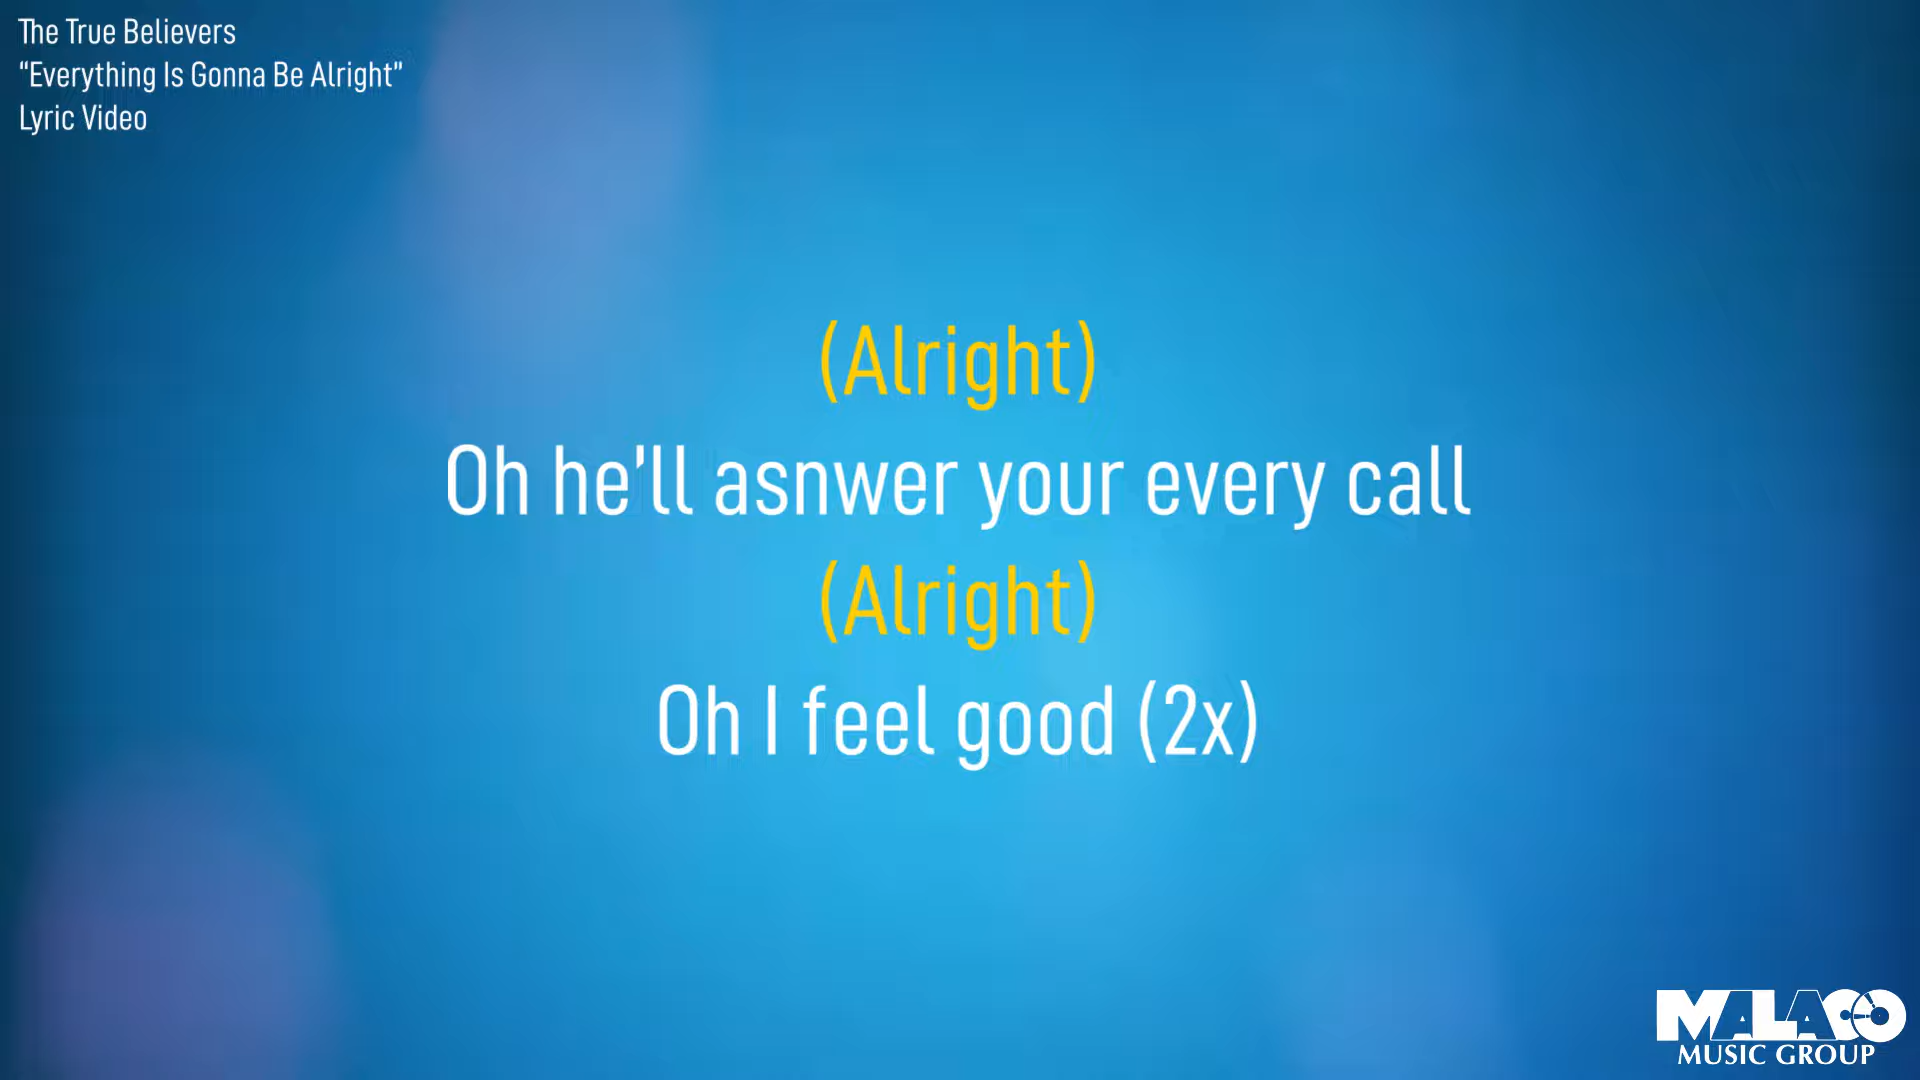 The True Believers
“Everything Is Gonna Be Alright”
Lyric Video
(Alright)
Oh he’ll asnwer your every call
(Alright)
Oh I feel good (2x)
MALACO
MUSIC GROUP